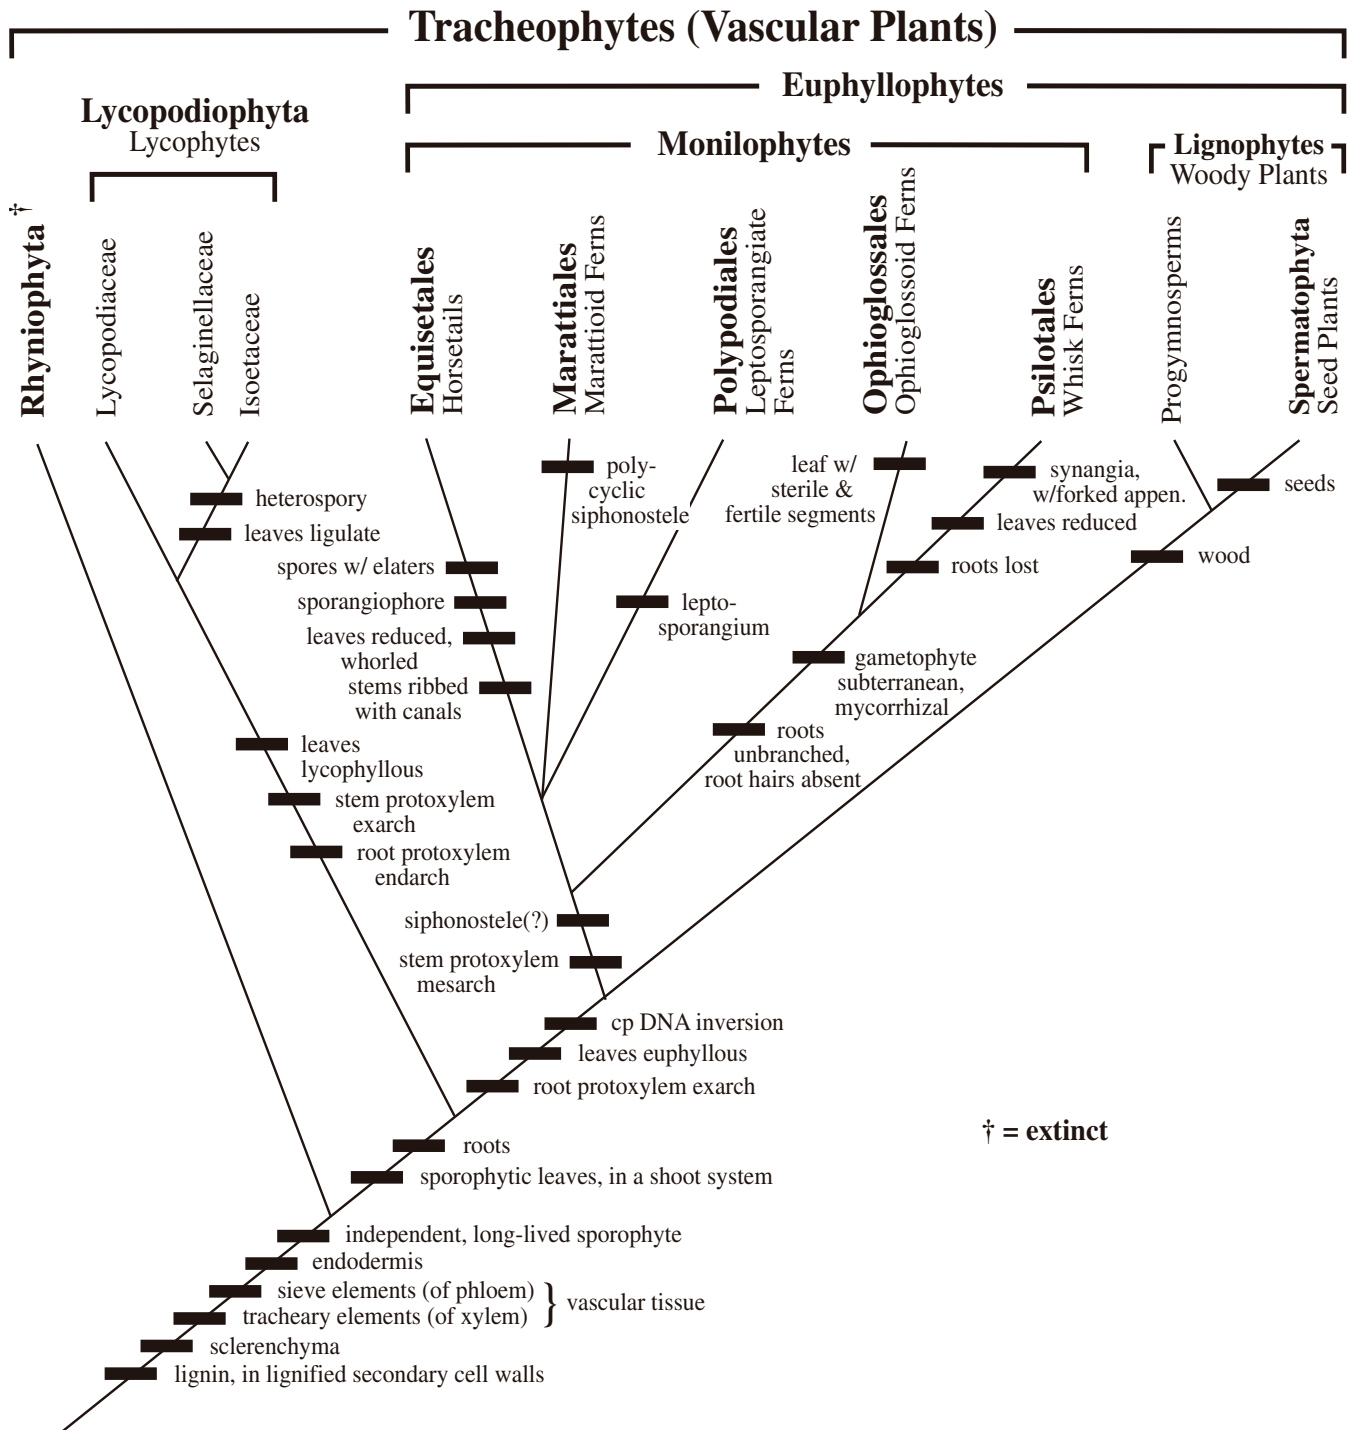 Tracheophytes (Vascular Plants)
Euphyllophytes
Lycopodiophyta
Lycophytes
Monilophytes
Lignophytes
Woody Plants
Rhyniophyta †
Lycopodiaceae
Selaginellaceae
Isoetaceae
Equisetales
Horsetails
Marattiales
Marattioid Ferns
Polypodiales
Leptosporangiate
Ferns
Ophioglossales
Ophioglossoid Ferns
Psilotales
Whisk Ferns
Progymnosperms
Spermatophyta
Seed Plants
heterospory
leaves ligulate
spores w/ elaters
sporangiophore
leaves reduced,
whorled
stems ribbed
with canals
poly-
cyclic
siphonostele
lepto-
sporangium
leaf w/
sterile &
fertile segments
synangia,
w/forked appen.
leaves reduced
roots lost
seeds
wood
gametophyte
subterranean,
mycorrhizal
roots
unbranched,
root hairs absent
leaves
lycophyllous
stem protoxylem
exarch
root protoxylem
endarch
siphonostele(?)
stem protoxylem
mesarch
cp DNA inversion
leaves euphyllous
root protoxylem exarch
† = extinct
roots
sporophytic leaves, in a shoot system
independent, long-lived sporophyte
endodermis
sieve elements (of phloem)
tracheary elements (of xylem)
} vascular tissue
sclerenchyma
lignin, in lignified secondary cell walls